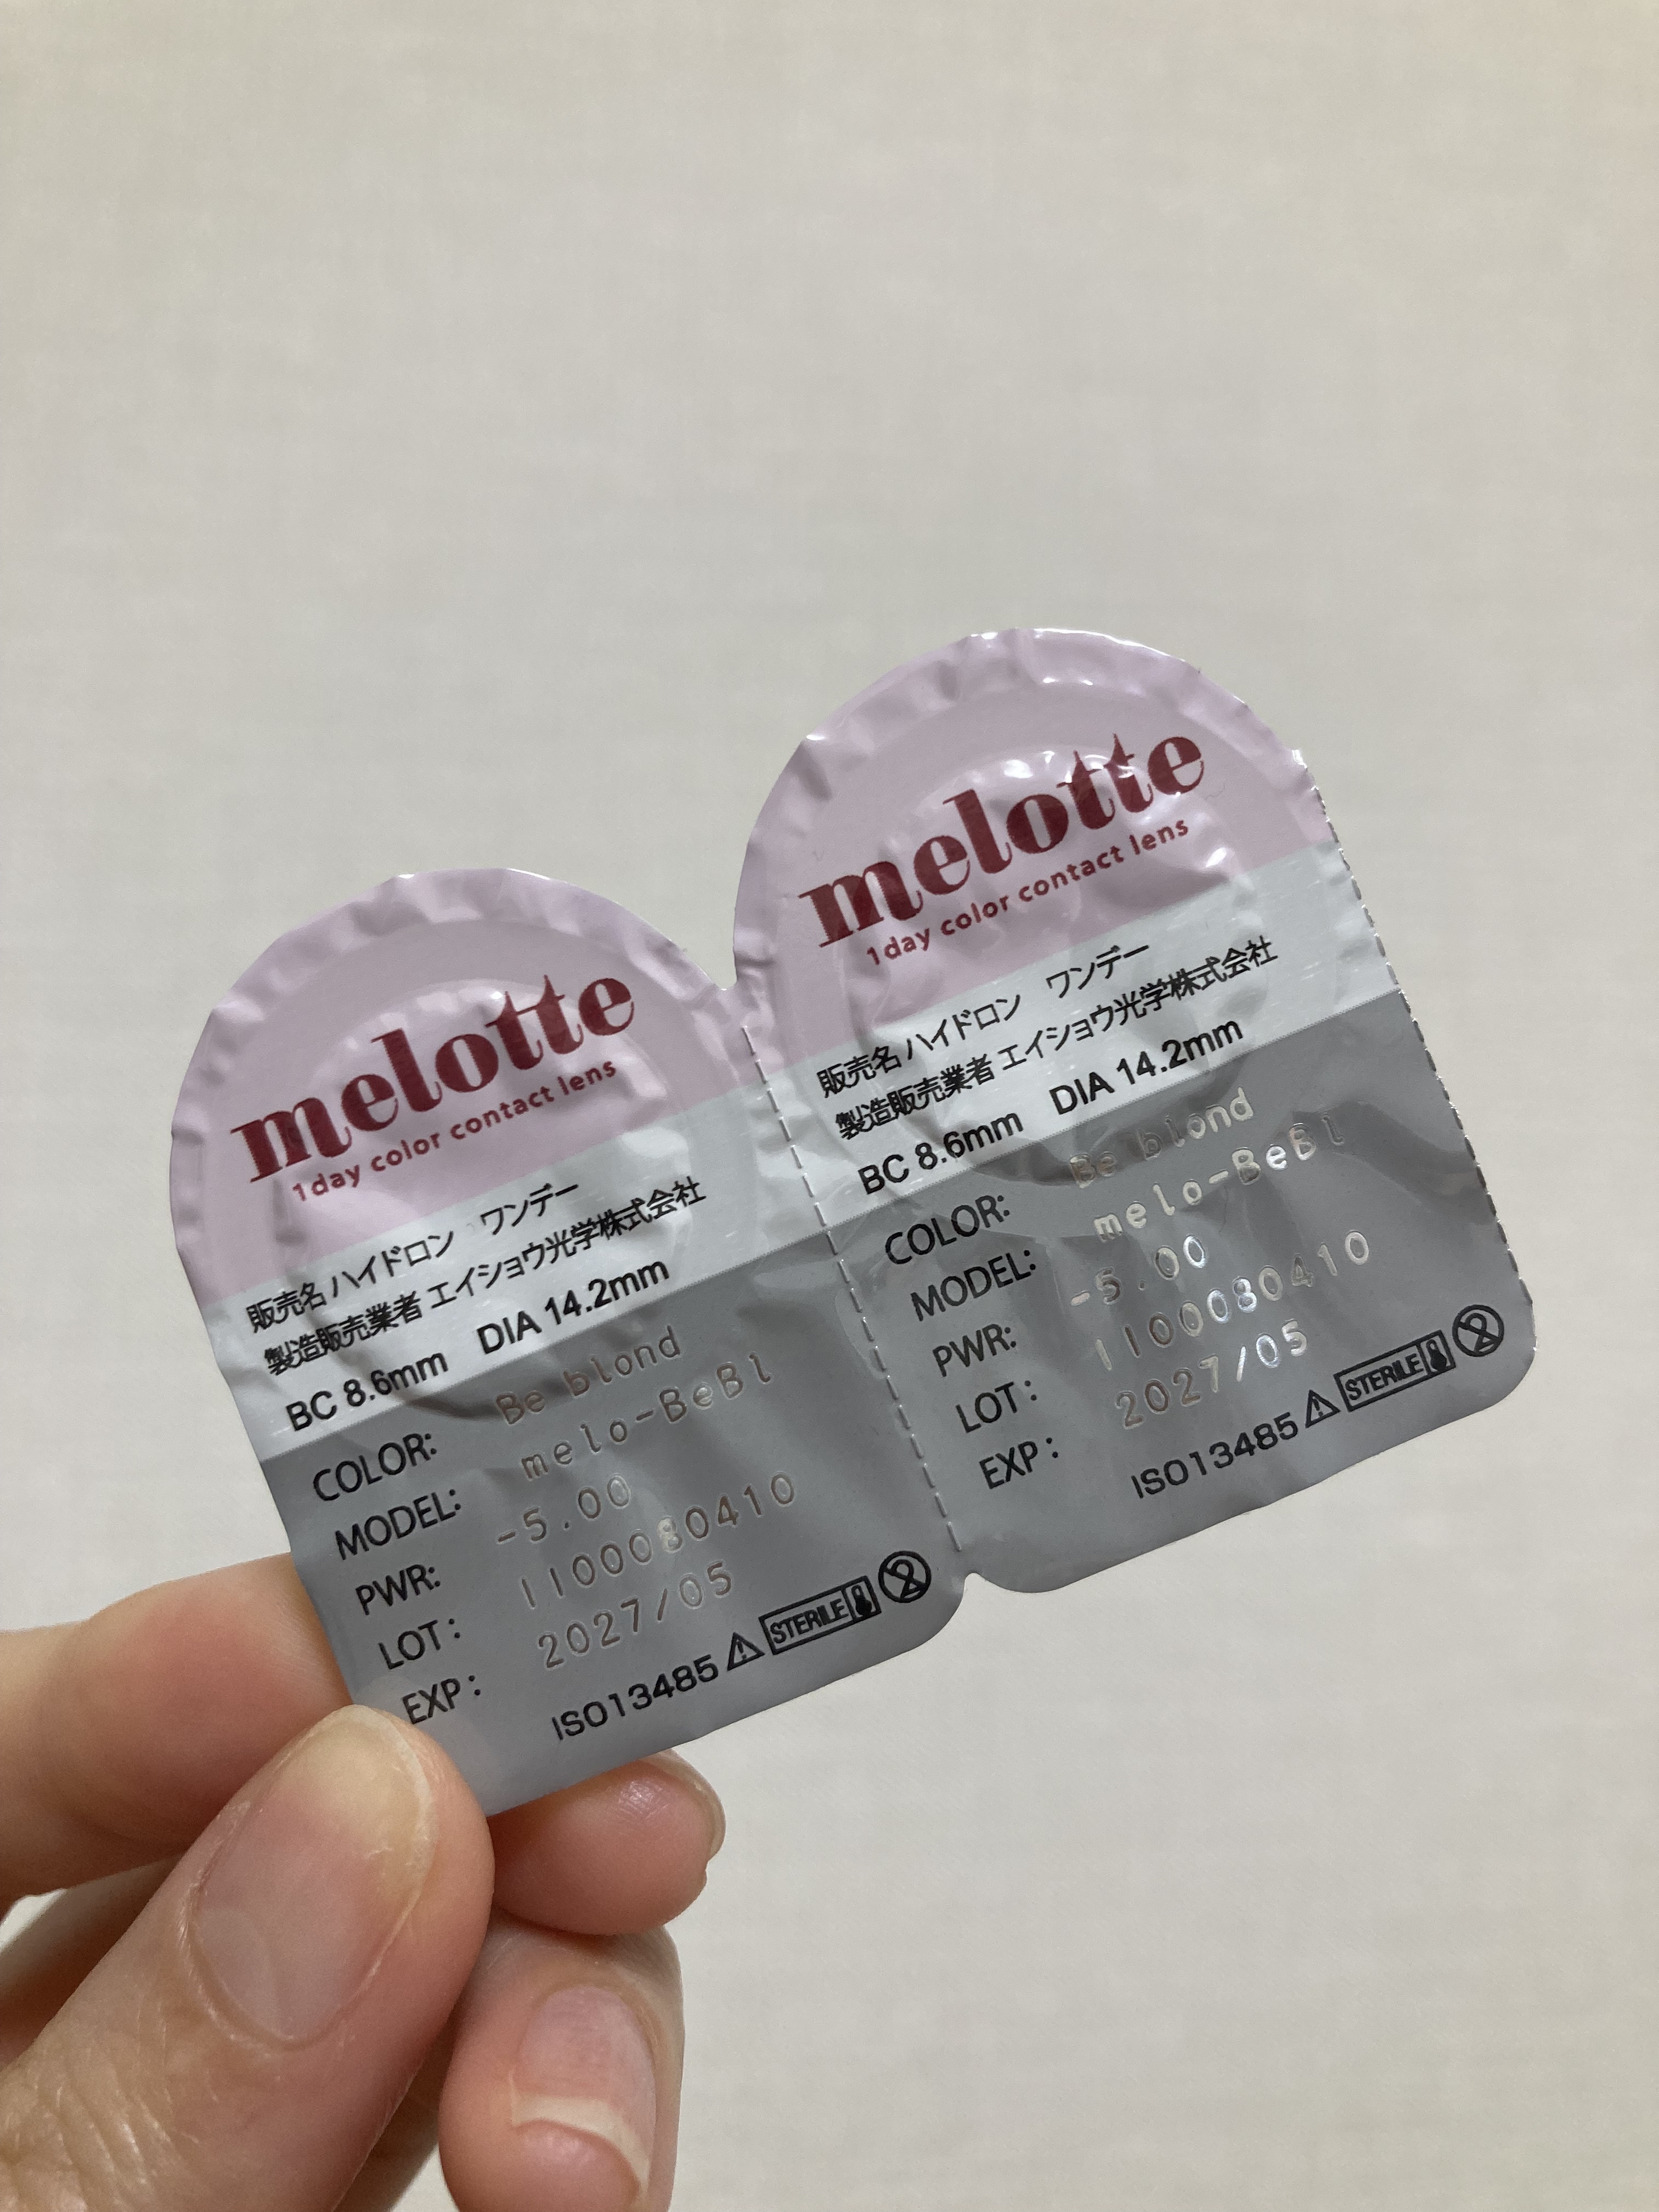 melotte
1day color contact lens
販売名 ハイドロン ワンデー
製造販売業者 エイショウ光学株式会社
BC 8.6mm DIA 14.2mm
COLOR: Be blond
MODEL: melo-BeBl
PWR: -5.00
LOT: 1100080410
EXP: 2027/05
ISO13485 STERILE
melotte
1day color contact lens
販売名 ハイドロン ワンデー
製造販売業者 エイショウ光学株式会社
BC 8.6mm DIA 14.2mm
COLOR: Be blond
MODEL: melo-BeBl
PWR: -5.00
LOT: 1100080410
EXP: 2027/05
ISO13485 STERILE